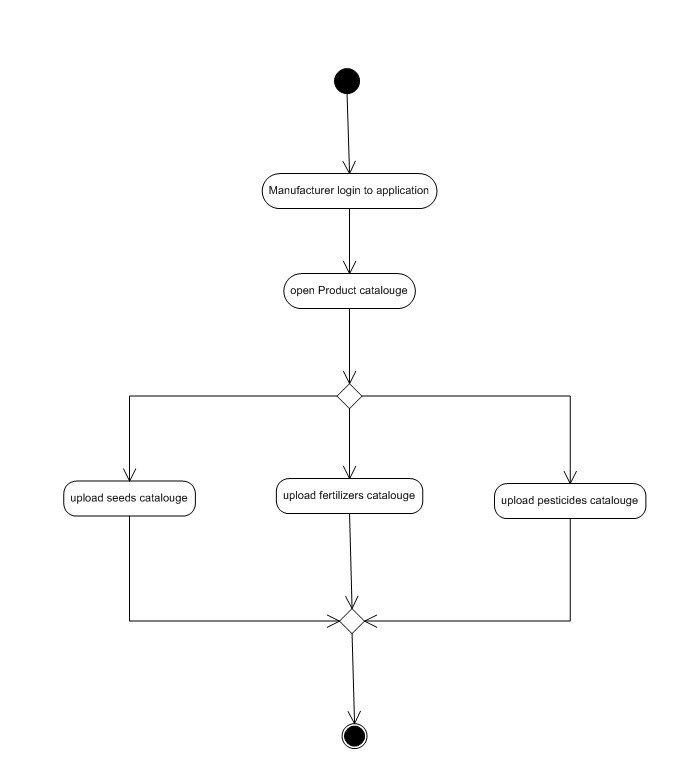 Manufacturer login to application
open Product catalouge
upload seeds catalouge
upload fertilizers catalouge
upload pesticides catalouge